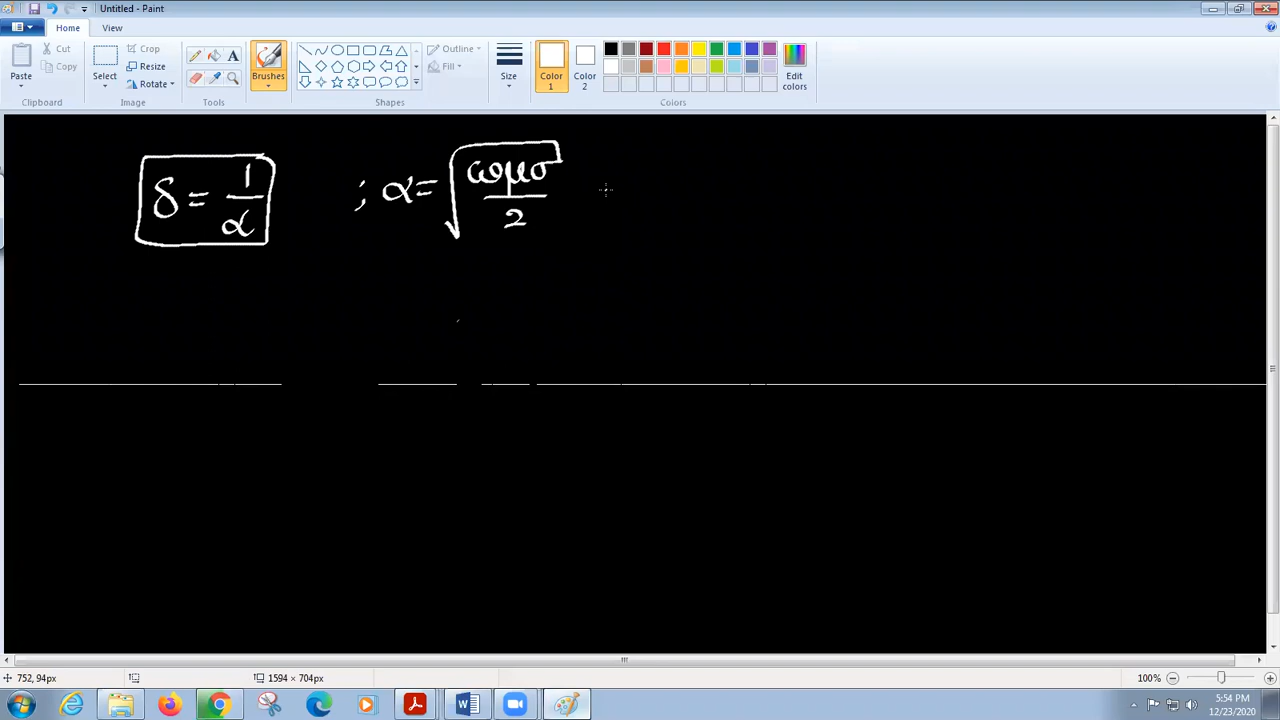 Untitled - Paint
Home View
Paste Cut Copy
Clipboard
Select Crop Resize Rotate
Image
A
Tools
Brushes
Outline Fill
Shapes
Size
Color 1
Color 2
Edit colors
Colors
δ = 1/α ; α = √(ωμσ/2)
752, 94px
1594 × 704px
100%
5:54 PM
12/23/2020